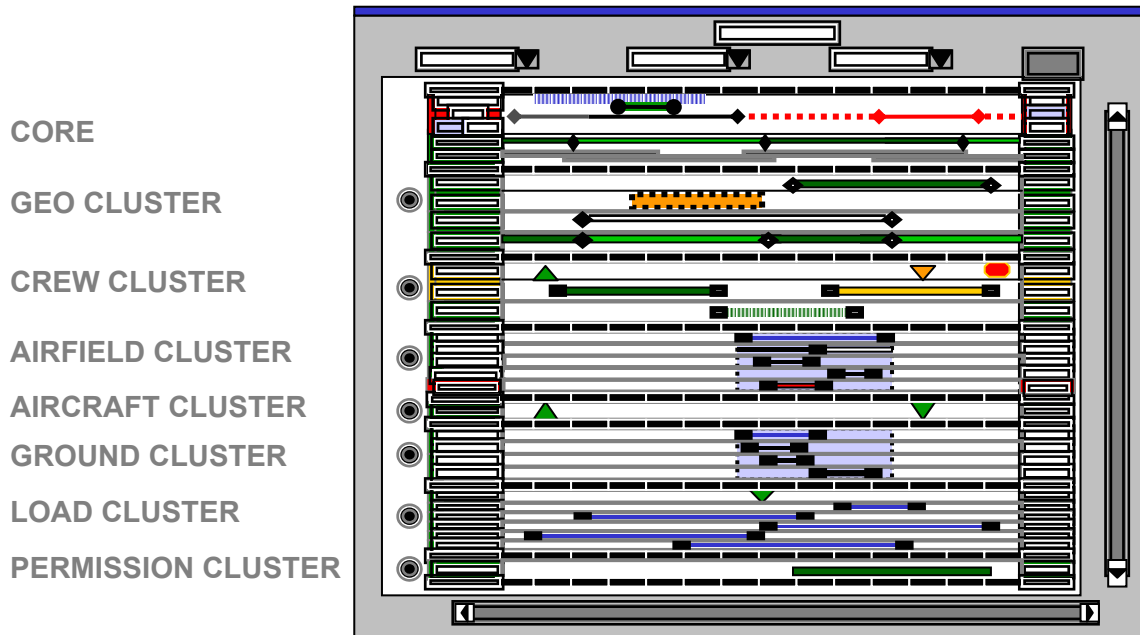 CORE
GEO CLUSTER
CREW CLUSTER
AIRFIELD CLUSTER
AIRCRAFT CLUSTER
GROUND CLUSTER
LOAD CLUSTER
PERMISSION CLUSTER